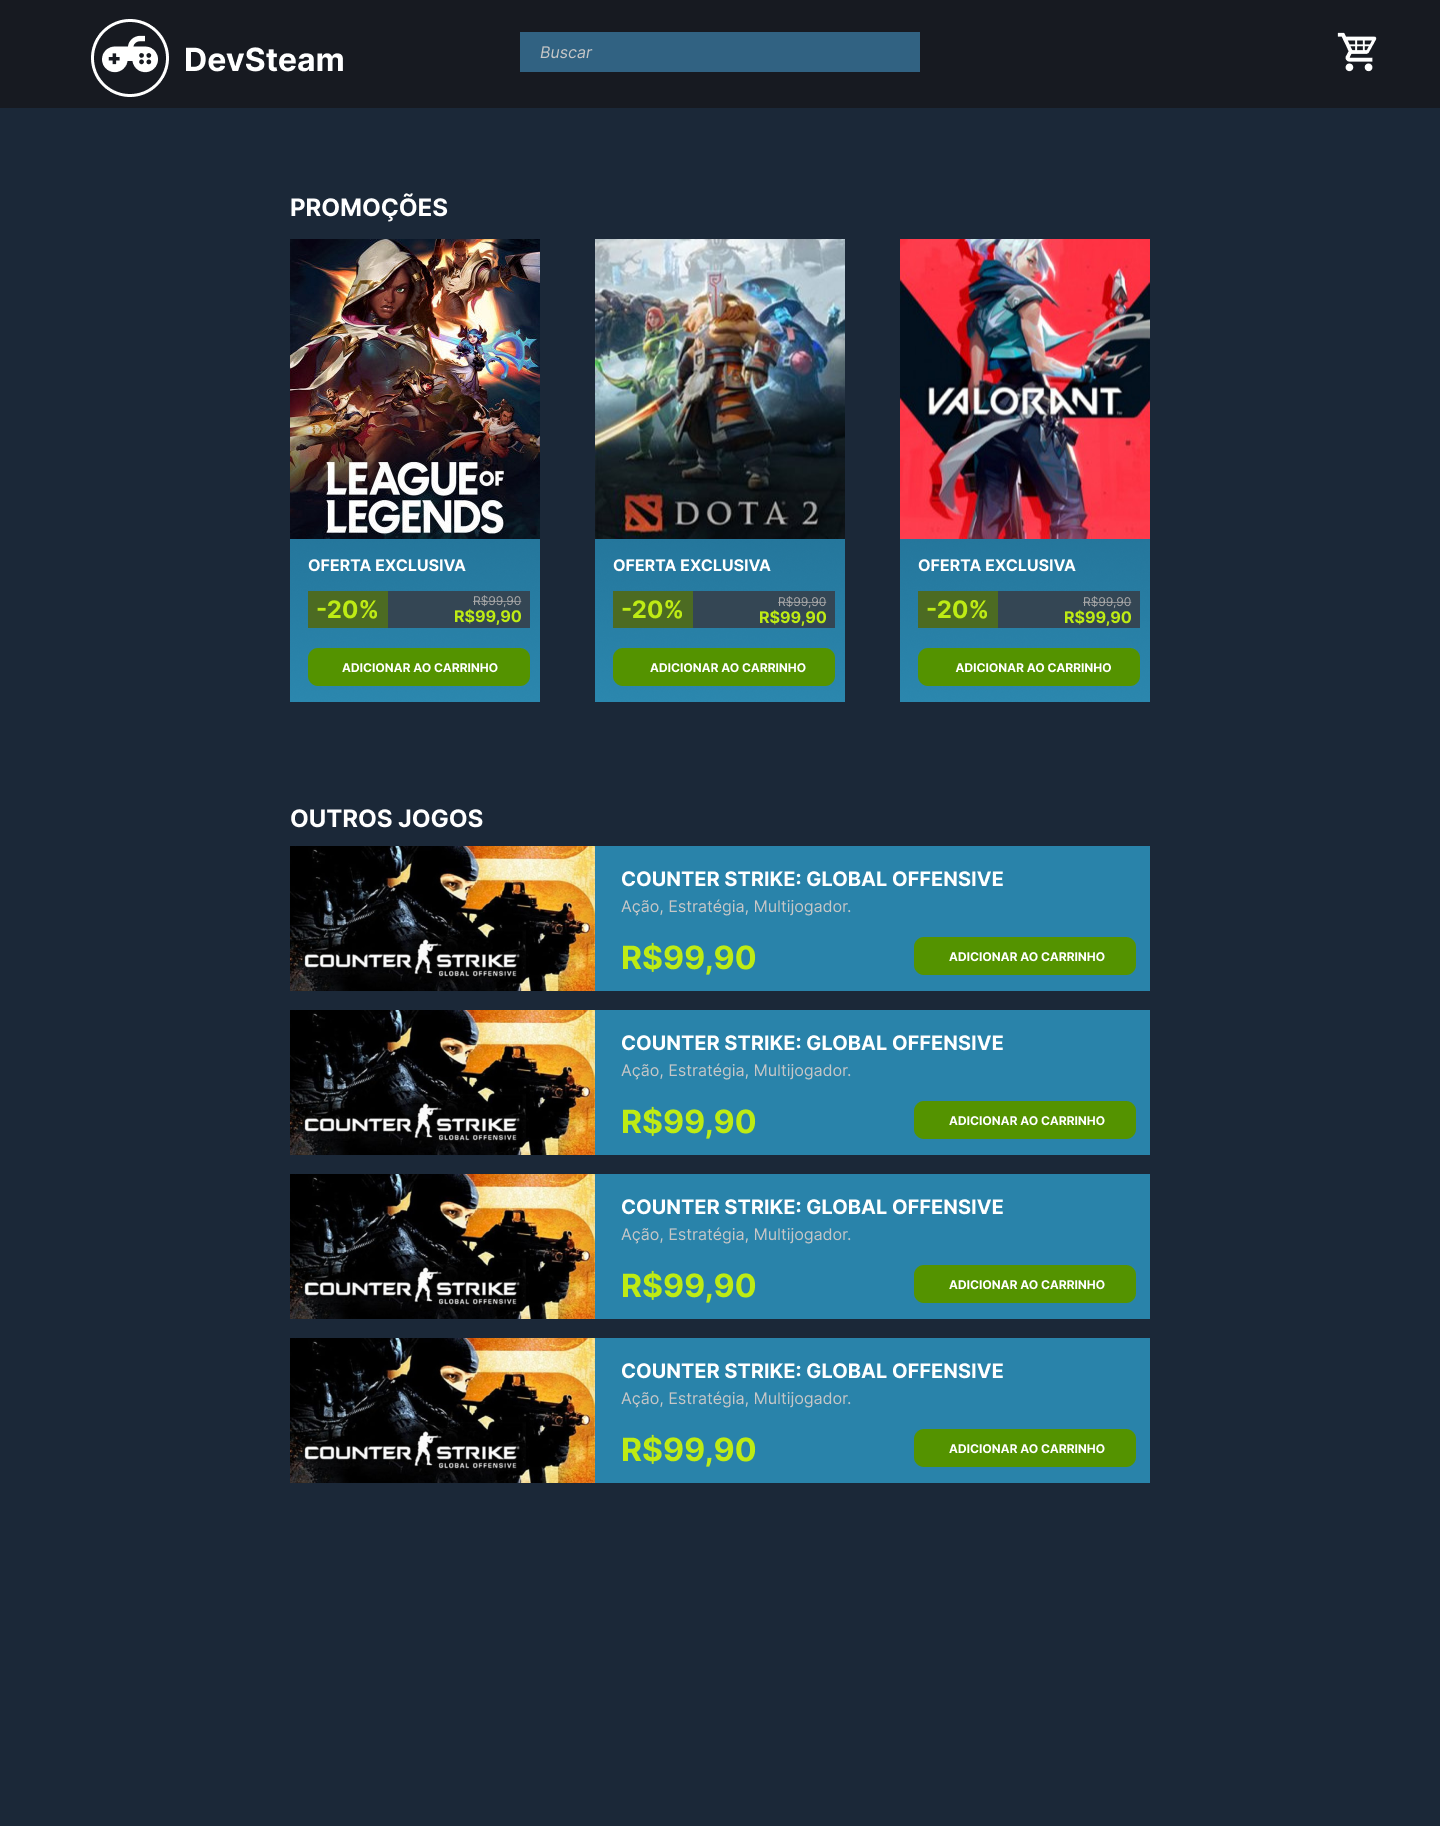 DevSteam
Buscar
PROMOÇÕES
LEAGUE OF
LEGENDS
OFERTA EXCLUSIVA
-20%
R$99,90
R$99,90
ADICIONAR AO CARRINHO
DOTA 2
OFERTA EXCLUSIVA
-20%
R$99,90
R$99,90
ADICIONAR AO CARRINHO
VALORANT
OFERTA EXCLUSIVA
-20%
R$99,90
R$99,90
ADICIONAR AO CARRINHO
OUTROS JOGOS
COUNTER STRIKE
GLOBAL OFFENSIVE
COUNTER STRIKE: GLOBAL OFFENSIVE
Ação, Estratégia, Multijogador.
R$99,90
ADICIONAR AO CARRINHO
COUNTER STRIKE
GLOBAL OFFENSIVE
COUNTER STRIKE: GLOBAL OFFENSIVE
Ação, Estratégia, Multijogador.
R$99,90
ADICIONAR AO CARRINHO
COUNTER STRIKE
GLOBAL OFFENSIVE
COUNTER STRIKE: GLOBAL OFFENSIVE
Ação, Estratégia, Multijogador.
R$99,90
ADICIONAR AO CARRINHO
COUNTER STRIKE
GLOBAL OFFENSIVE
COUNTER STRIKE: GLOBAL OFFENSIVE
Ação, Estratégia, Multijogador.
R$99,90
ADICIONAR AO CARRINHO